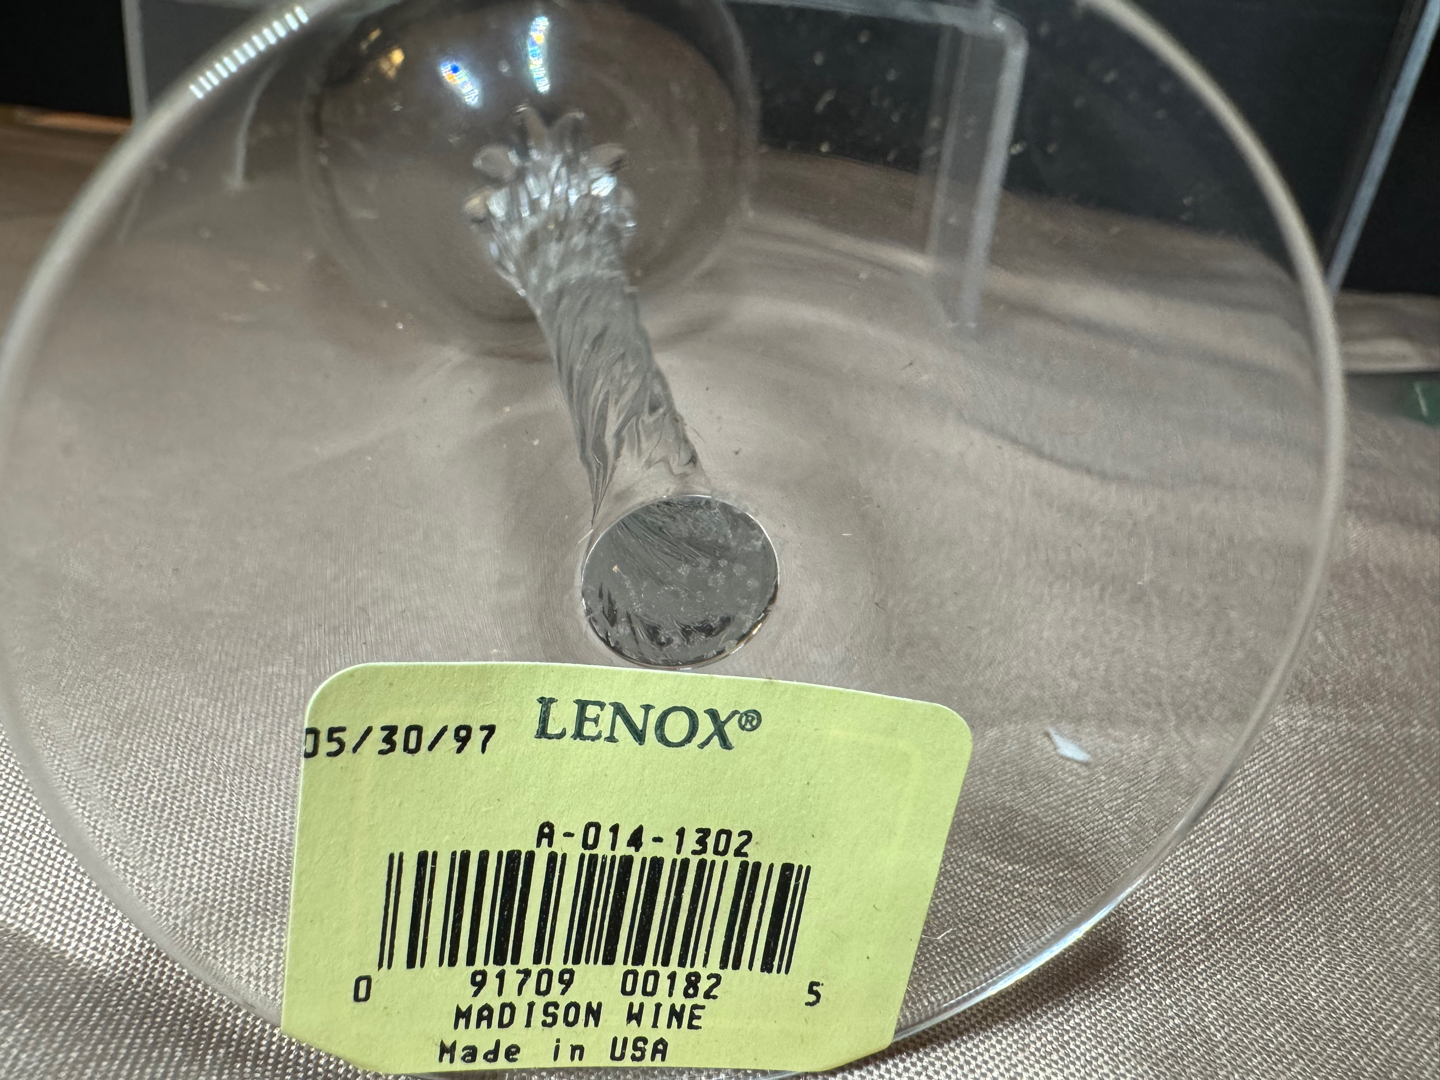 LENOX®
05/30/97
A-014-1302
0 91709 00182 5
MADISON WINE
Made in USA